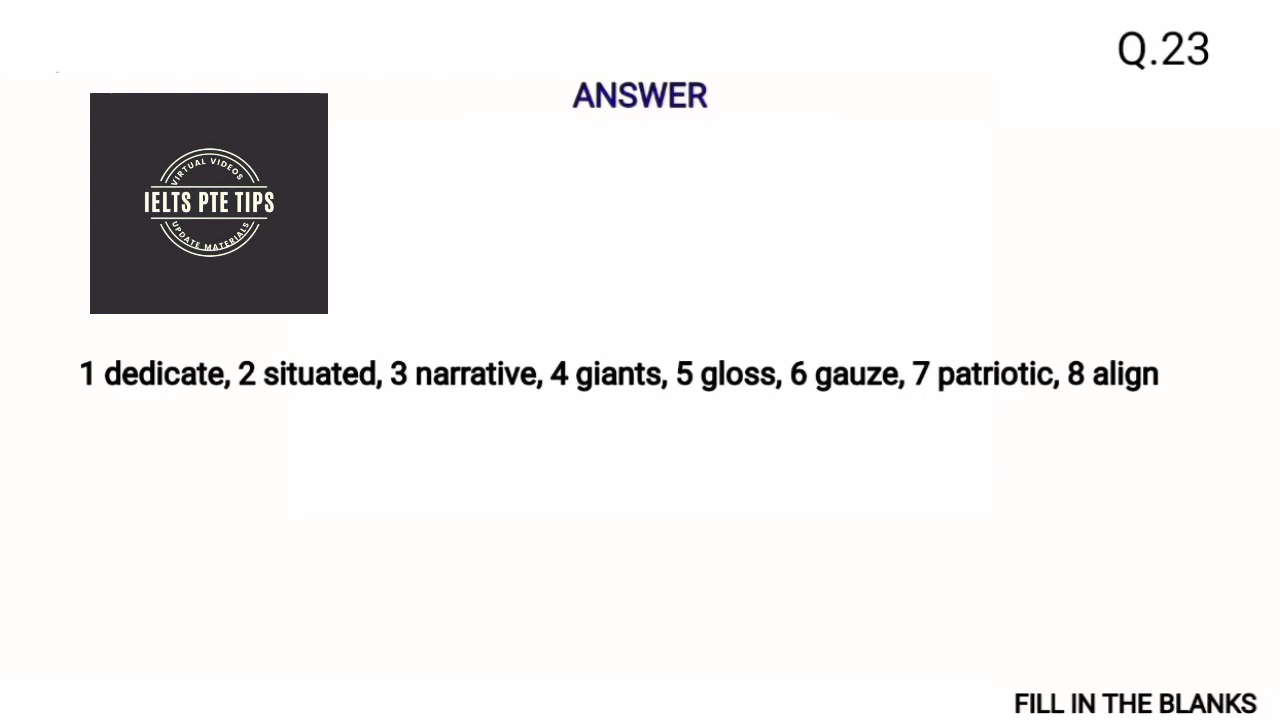 Q.23
ANSWER
VIRTUAL VIDEOS
IELTS PTE TIPS
UPDATE MATERIALS
1 dedicate, 2 situated, 3 narrative, 4 giants, 5 gloss, 6 gauze, 7 patriotic, 8 align
FILL IN THE BLANKS